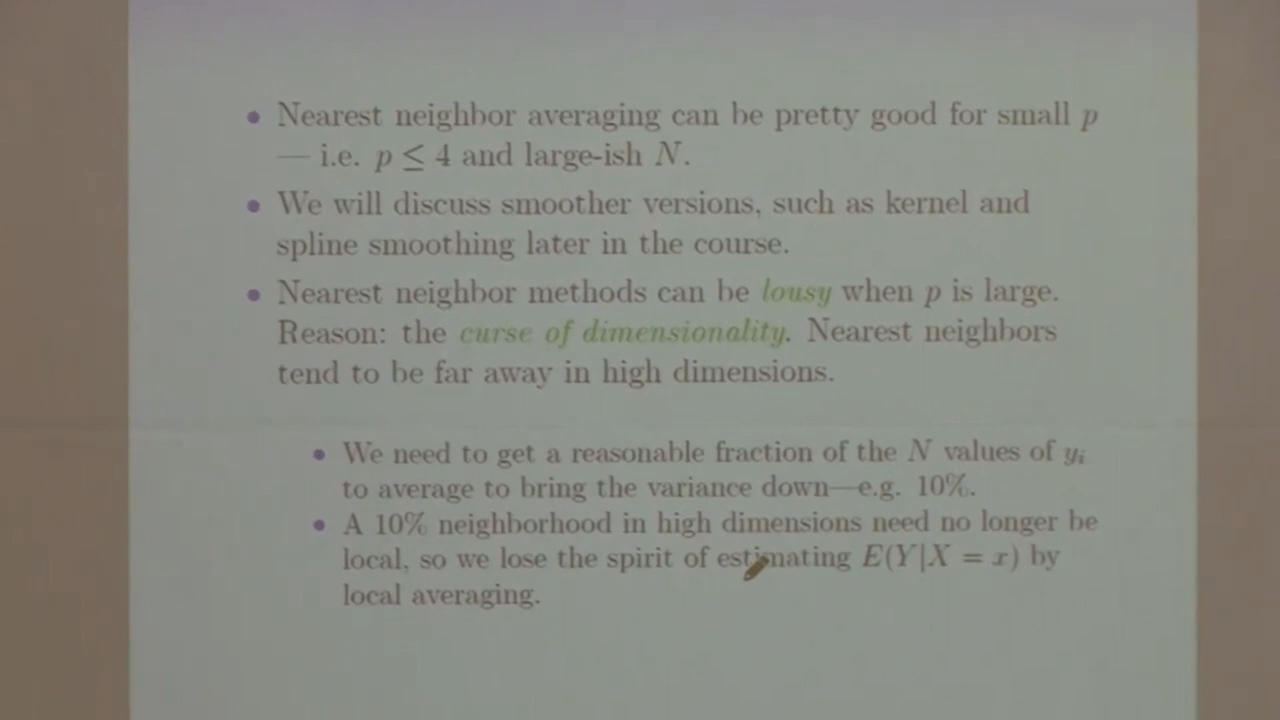 • Nearest neighbor averaging can be pretty good for small p
— i.e. p ≤ 4 and large-ish N.
• We will discuss smoother versions, such as kernel and
spline smoothing later in the course.
• Nearest neighbor methods can be lousy when p is large.
Reason: the curse of dimensionality. Nearest neighbors
tend to be far away in high dimensions.
• We need to get a reasonable fraction of the N values of yᵢ
to average to bring the variance down—e.g. 10%.
• A 10% neighborhood in high dimensions need no longer be
local, so we lose the spirit of estimating E(Y|X = x) by
local averaging.